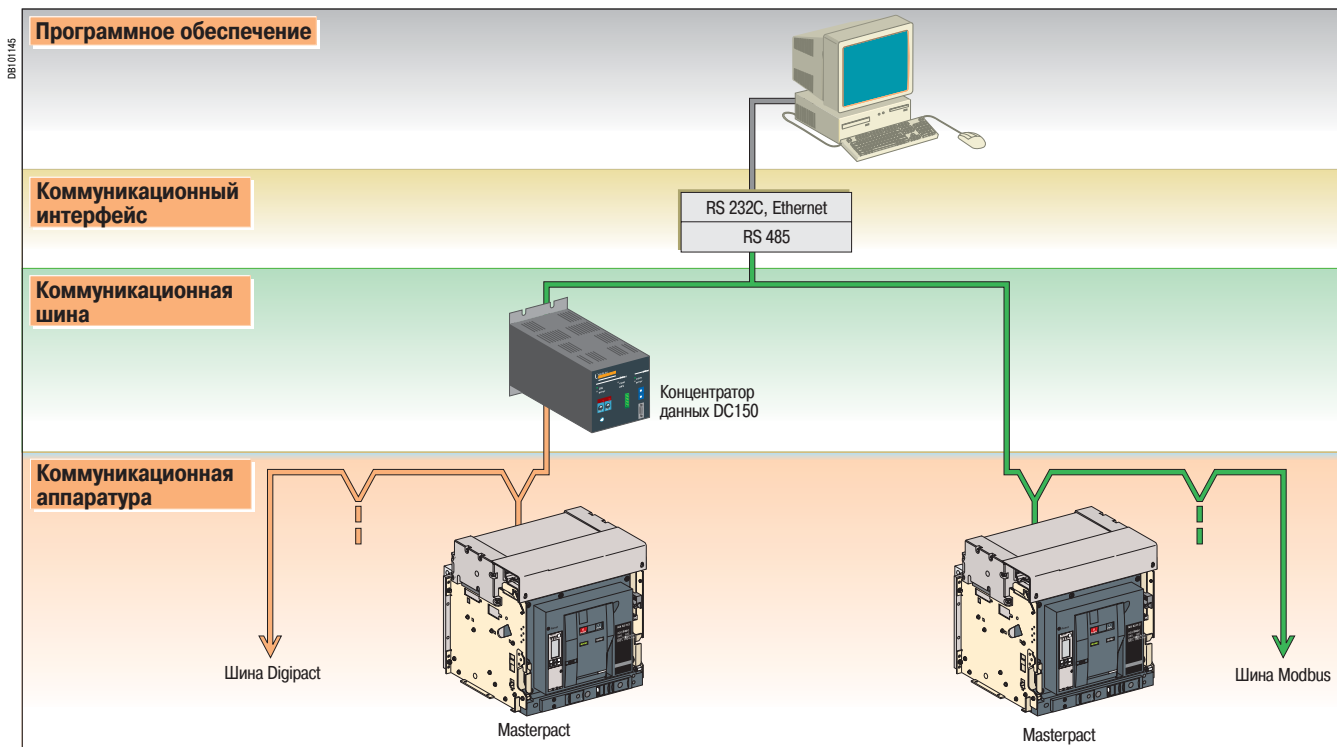 DB101145
Программное обеспечение
Коммуникационный
интерфейс
RS 232C, Ethernet
RS 485
Коммуникационная
шина
Концентратор
данных DC150
Коммуникационная
аппаратура
Шина Digipact
Masterpact
Masterpact
Шина Modbus